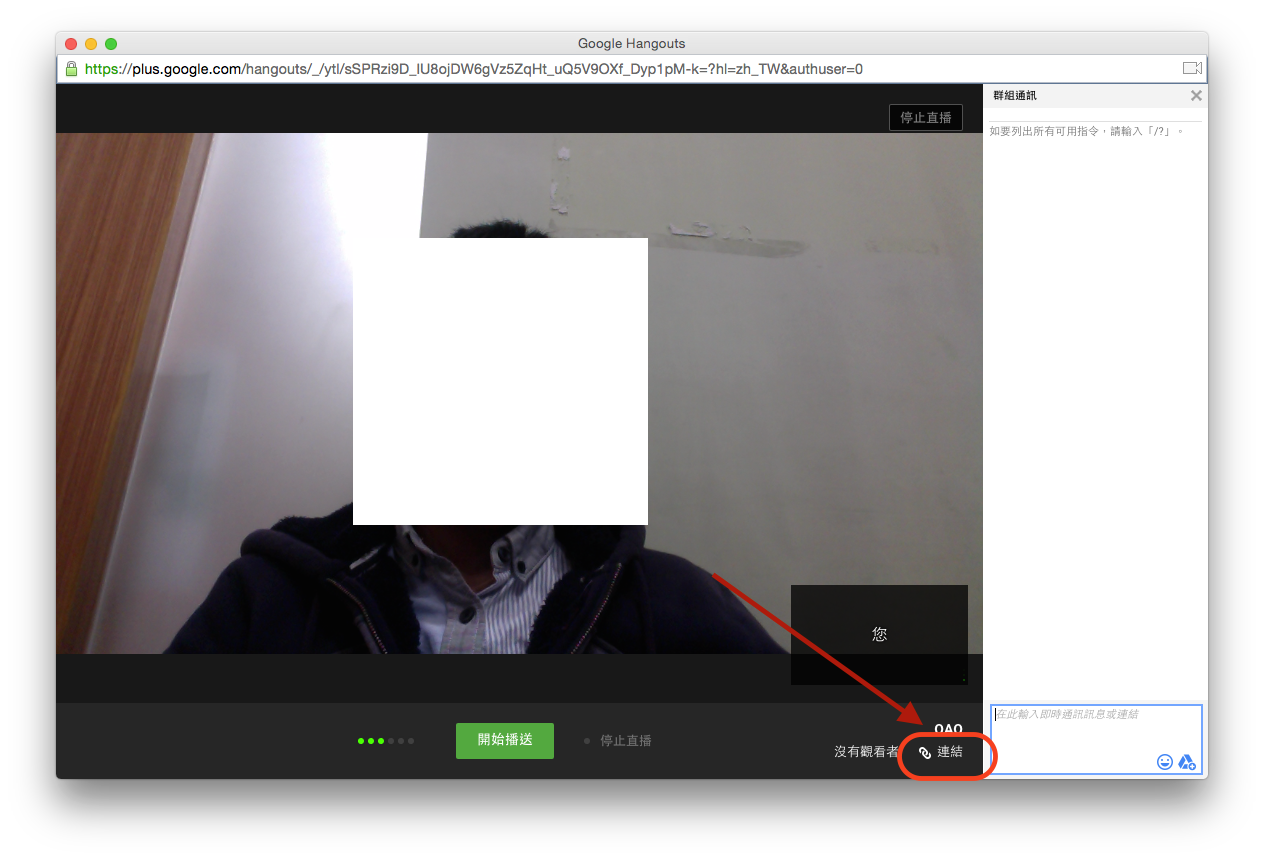 Google Hangouts
https://plus.google.com/hangouts/_/ytl/sSPRzi9D_IU8ojDW6gVz5ZqHt_uQ5V9OXf_Dyp1pM-k=?hl=zh_TW&authuser=0
停止直播
群組通訊
如要列出所有可用指令，請輸入「/?」。
您
在此輸入即時通訊訊息或連結
QAQ
開始播送
停止直播
沒有觀看者
連結